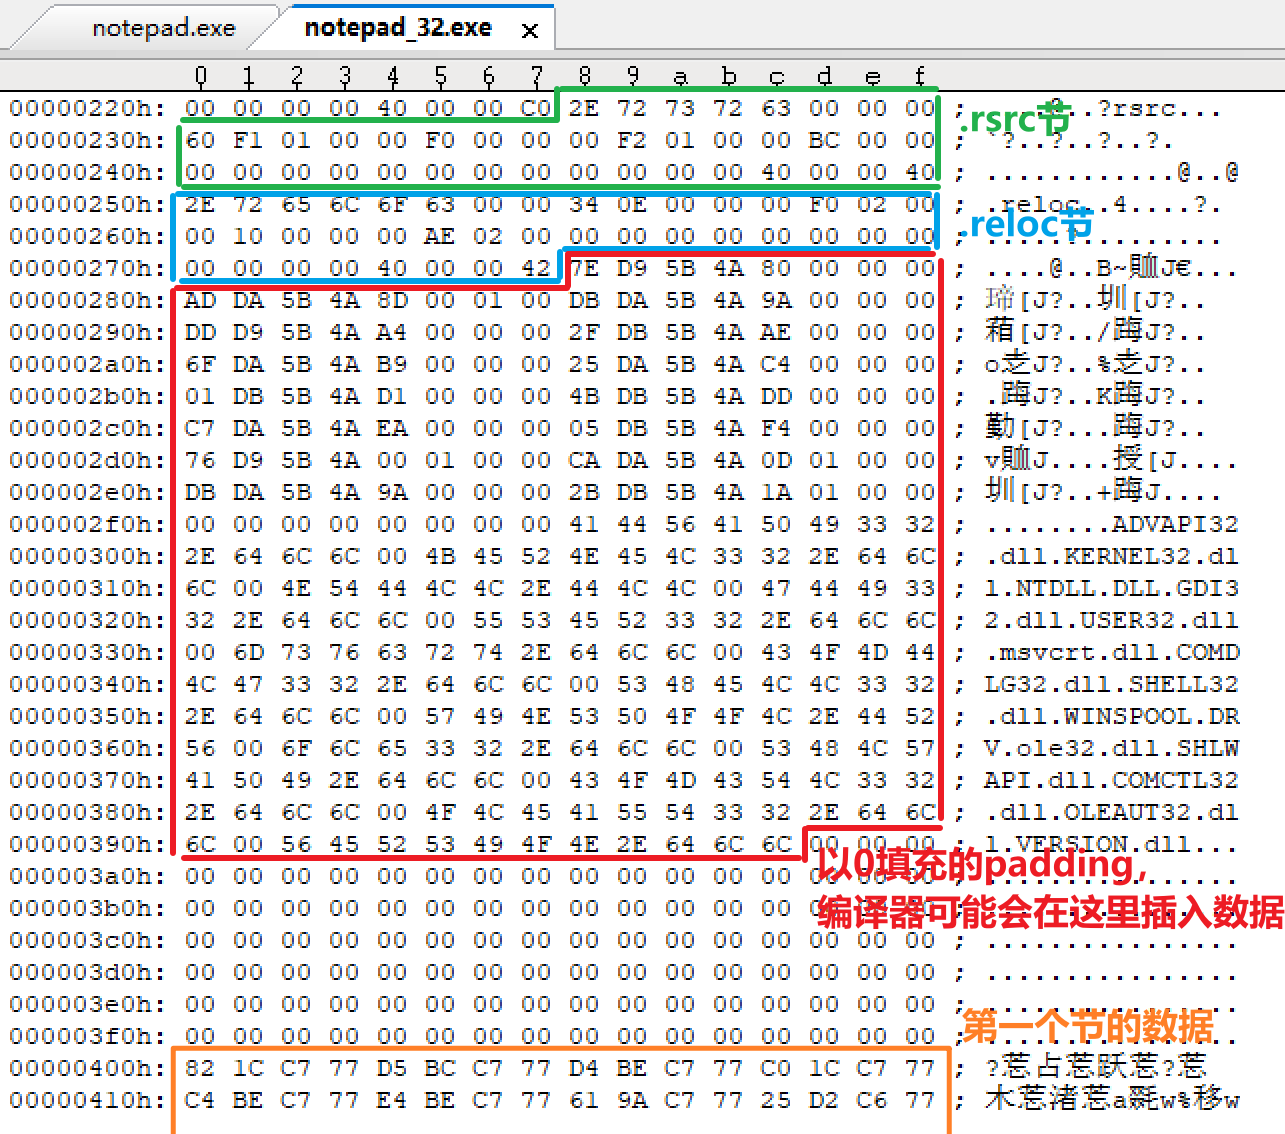 notepad.exe notepad_32.exe x
0 1 2 3 4 5 6 7 8 9 a b c d e f
00000220h: 00 00 00 00 40 00 00 C0 2E 72 73 72 63 00 00 00 ; ?..?rsrc...
.rsrc节
00000230h: 60 F1 01 00 00 F0 00 00 00 F2 01 00 00 BC 00 00 ; `?..?..?..?.
00000240h: 00 00 00 00 00 00 00 00 00 00 00 00 40 00 00 40 ; ............@..@
00000250h: 2E 72 65 6C 6F 63 00 00 34 0E 00 00 00 F0 02 00 ; .reloc..4....?.
.reloc节
00000260h: 00 10 00 00 00 AE 02 00 00 00 00 00 00 00 00 00 ;
00000270h: 00 00 00 00 40 00 00 42 7E D9 5B 4A 80 00 00 00 ; ....@..B~賉J€...
00000280h: AD DA 5B 4A 8D 00 01 00 DB DA 5B 4A 9A 00 00 00 ; [J?..圳[J?..
00000290h: DD D9 5B 4A A4 00 00 00 2F DB 5B 4A AE 00 00 00 ; [J?../踇J?..
000002a0h: 6F DA 5B 4A B9 00 00 00 25 DA 5B 4A C4 00 00 00 ; o赱J?..%赱J?..
000002b0h: 01 DB 5B 4A D1 00 00 00 4B DB 5B 4A DD 00 00 00 ; .踇J?..K踇J?..
000002c0h: C7 DA 5B 4A EA 00 00 00 05 DB 5B 4A F4 00 00 00 ; 勤[J?...踇J?..
000002d0h: 76 D9 5B 4A 00 01 00 00 CA DA 5B 4A 0D 01 00 00 ; v賉J....授[J....
000002e0h: DB DA 5B 4A 9A 00 00 00 2B DB 5B 4A 1A 01 00 00 ; 圳[J?..+踇J....
000002f0h: 00 00 00 00 00 00 00 00 41 44 56 41 50 49 33 32 ; ........ADVAPI32
00000300h: 2E 64 6C 6C 00 4B 45 52 4E 45 4C 33 32 2E 64 6C ; .dll.KERNEL32.dl
00000310h: 6C 00 4E 54 44 4C 4C 2E 44 4C 4C 00 47 44 49 33 ; l.NTDLL.DLL.GDI3
00000320h: 32 2E 64 6C 6C 00 55 53 45 52 33 32 2E 64 6C 6C ; 2.dll.USER32.dll
00000330h: 00 6D 73 76 63 72 74 2E 64 6C 6C 00 43 4F 4D 44 ; .msvcrt.dll.COMD
00000340h: 4C 47 33 32 2E 64 6C 6C 00 53 48 45 4C 4C 33 32 ; LG32.dll.SHELL32
00000350h: 2E 64 6C 6C 00 57 49 4E 53 50 4F 4F 4C 2E 44 52 ; .dll.WINSPOOL.DR
00000360h: 56 00 6F 6C 65 33 32 2E 64 6C 6C 00 53 48 4C 57 ; V.ole32.dll.SHLW
00000370h: 41 50 49 2E 64 6C 6C 00 43 4F 4D 43 54 4C 33 32 ; API.dll.COMCTL32
00000380h: 2E 64 6C 6C 00 4F 4C 45 41 55 54 33 32 2E 64 6C ; .dll.OLEAUT32.dl
00000390h: 6C 00 56 45 52 53 49 4F 4E 2E 64 6C 6C 00 00 00 ; l.VERSION.dll...
以0填充的padding,
000003a0h: 00 00 00 00 00 00 00 00 00 00 00 00 00 00 00 00 ;
000003b0h: 00 00 00 00 00 00 00 00 00 00 00 00 00 00 00 00
编译器可能会在这里插入数据
000003c0h: 00 00 00 00 00 00 00 00 00 00 00 00 00 00 00 00 ; ................
000003d0h: 00 00 00 00 00 00 00 00 00 00 00 00 00 00 00 00 ; ................
000003e0h: 00 00 00 00 00 00 00 00 00 00 00 00 00 00 00 00 ; ................
000003f0h: 00 00 00 00 00 00 00 00 00 00 00 00 00 00 00 00 ;
第一个节的数据
00000400h: 82 1C C7 77 D5 BC C7 77 D4 BE C7 77 C0 1C C7 77 ;
00000410h: C4 BE C7 77 E4 BE C7 77 61 9A C7 77 25 D2 C6 77 ;